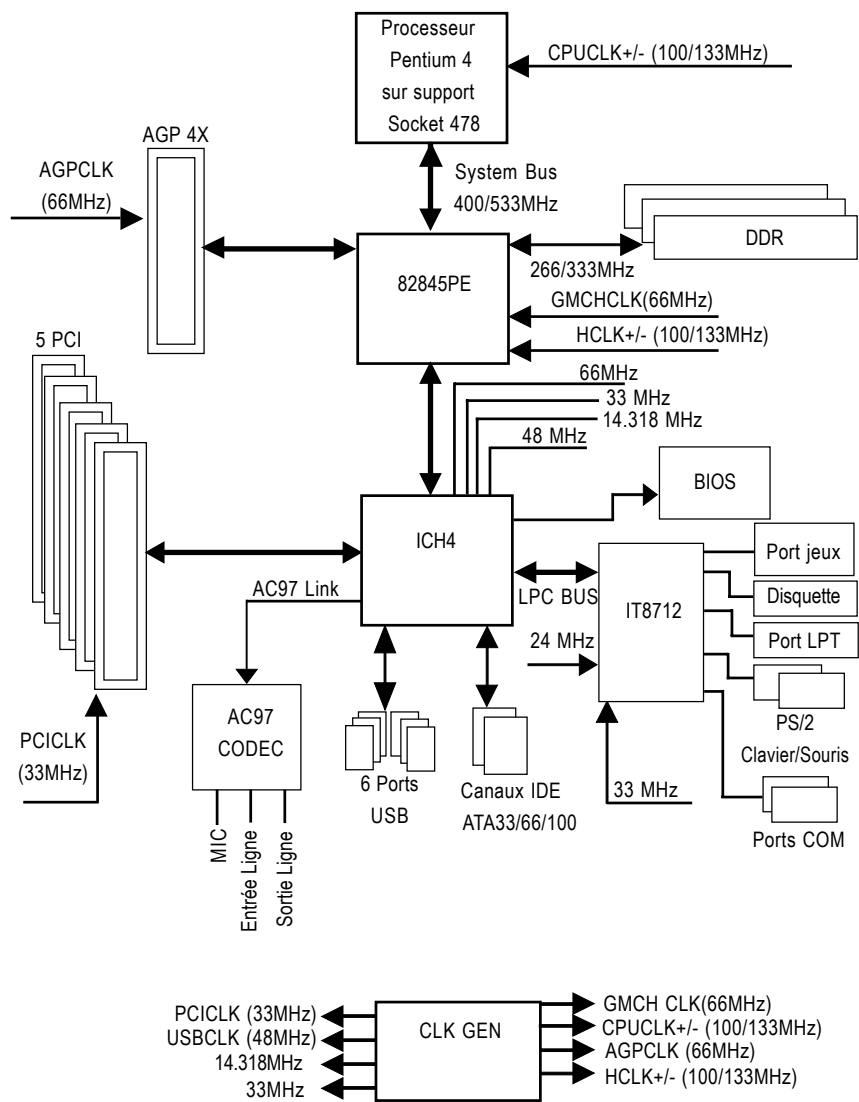 Processeur
Pentium 4
sur support
Socket 478
CPUCLK+/- (100/133MHz)
AGP 4X
AGPCLK
(66MHz)
System Bus
400/533MHz
DDR
266/333MHz
82845PE
GMCHCLK(66MHz)
HCLK+/- (100/133MHz)
5 PCI
66MHz
33 MHz
14.318 MHz
48 MHz
BIOS
ICH4
Port jeux
AC97 Link
LPC BUS
IT8712
Disquette
24 MHz
Port LPT
AC97
CODEC
PS/2
Clavier/Souris
PCICLK
(33MHz)
6 Ports
USB
Canaux IDE
ATA33/66/100
33 MHz
Ports COM
MIC
Entrée Ligne
Sortie Ligne
CLK GEN
PCICLK (33MHz)
USBCLK (48MHz)
14.318MHz
33MHz
GMCH CLK(66MHz)
CPUCLK+/- (100/133MHz)
AGPCLK (66MHz)
HCLK+/- (100/133MHz)